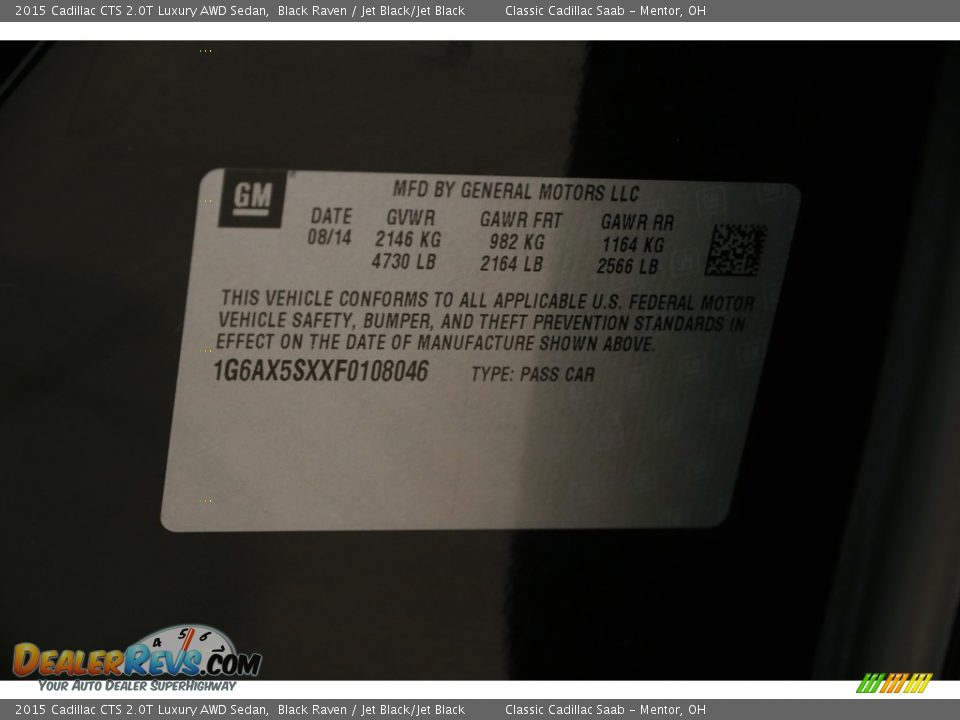 2015 Cadillac CTS 2.0T Luxury AWD Sedan, Black Raven / Jet Black/Jet Black Classic Cadillac Saab - Mentor, OH
GM
MFD BY GENERAL MOTORS LLC
DATE GVWR GAWR FRT GAWR RR
08/14 2146 KG 982 KG 1164 KG
4730 LB 2164 LB 2566 LB
THIS VEHICLE CONFORMS TO ALL APPLICABLE U.S. FEDERAL MOTOR
VEHICLE SAFETY, BUMPER, AND THEFT PREVENTION STANDARDS IN
EFFECT ON THE DATE OF MANUFACTURE SHOWN ABOVE.
1G6AX5SXXF0108046 TYPE: PASS CAR
4 5 6 7
DEALERREVS.COM
YOUR AUTO DEALER SUPERHIGHWAY
2015 Cadillac CTS 2.0T Luxury AWD Sedan, Black Raven / Jet Black/Jet Black Classic Cadillac Saab - Mentor, OH